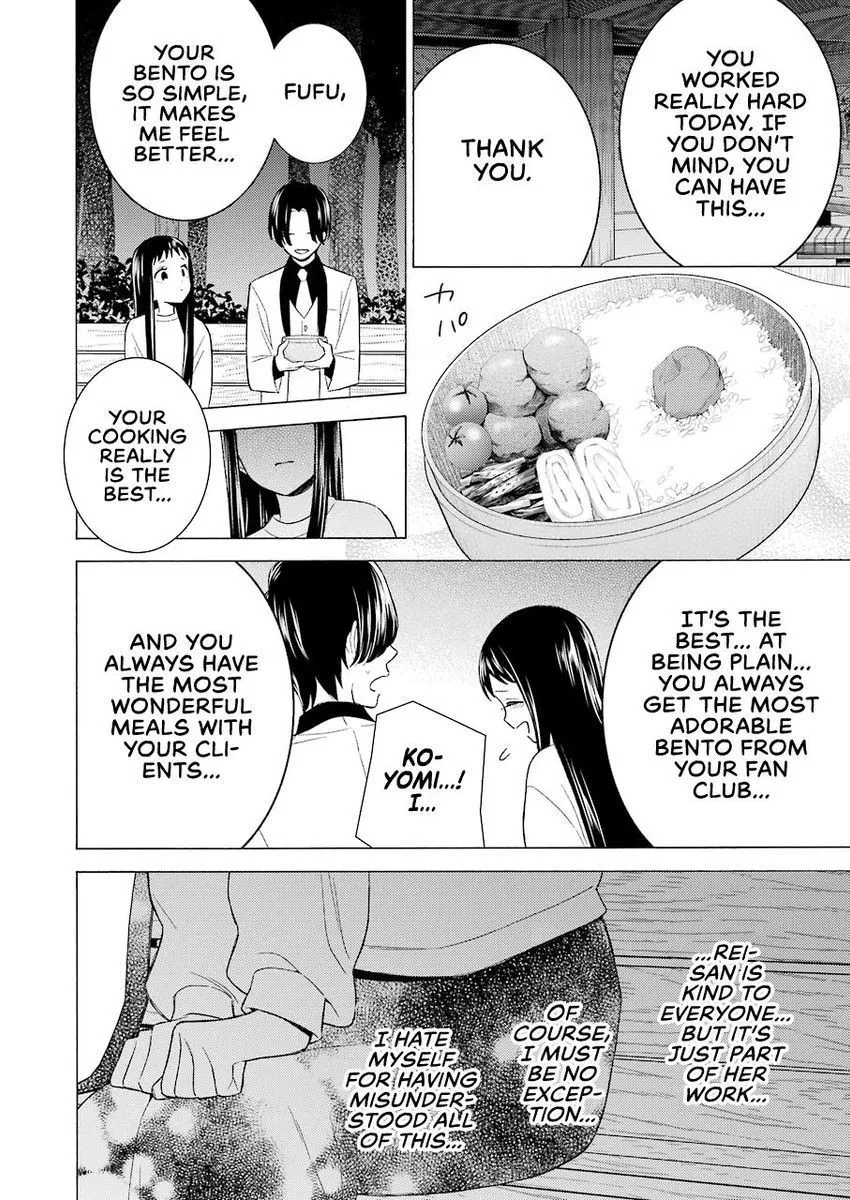 YOU
WORKED
REALLY HARD
TODAY. IF
YOU DON'T
MIND, YOU
CAN HAVE
THIS...
THANK
YOU.
カ
パ
FUFU,
YOUR
BENTO IS
SO SIMPLE,
IT MAKES
ME FEEL
BETTER...
YOUR
COOKING
REALLY
IS THE
BEST...
IT'S THE
BEST... AT
BEING PLAIN...
YOU ALWAYS
GET THE MOST
ADORABLE
BENTO FROM
YOUR FAN
CLUB...
KO-
YOMI...!
I...
AND YOU
ALWAYS HAVE
THE MOST
WONDERFUL
MEALS WITH
YOUR CLI-
ENTS...
...REI-
SAN IS
KIND TO
EVERYONE...
BUT IT'S
JUST PART
OF HER
WORK...
OF
COURSE,
I MUST
BE NO
EXCEP-
TION...
I HATE
MYSELF
FOR HAVING
MISUNDER-
STOOD ALL
OF THIS...